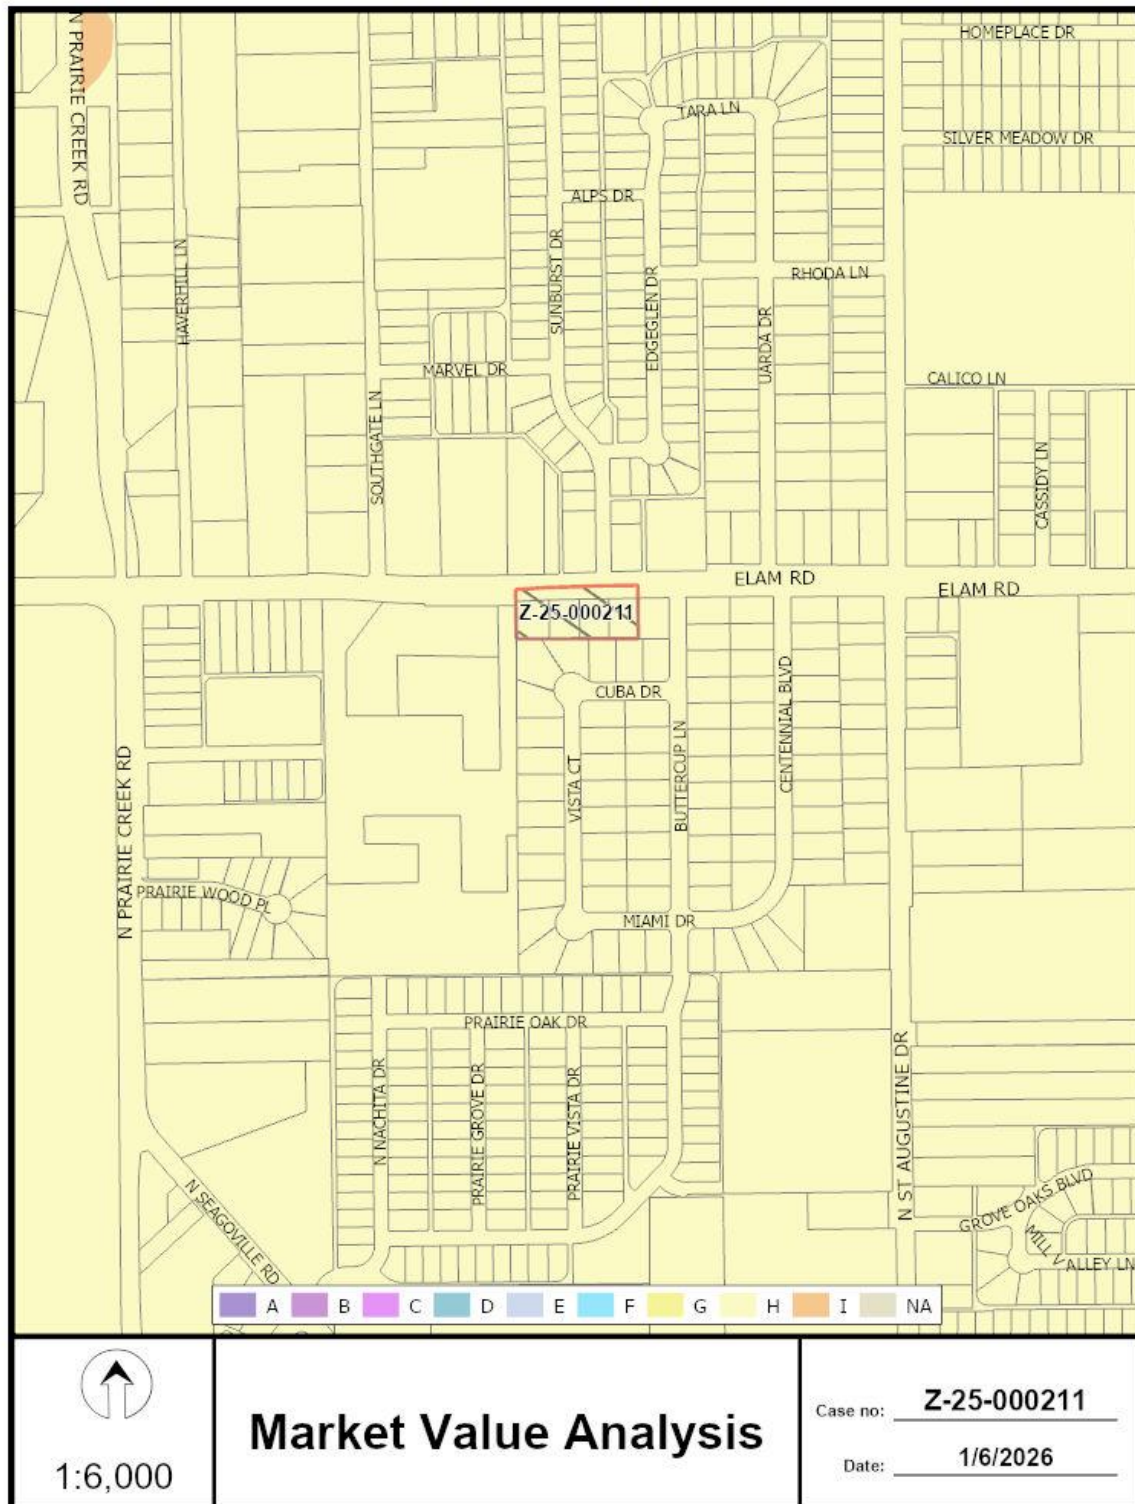 N PRAIRIE CREEK RD
HOMEPLACE DR
TARA LN
SILVER MEADOW DR
ALPS DR
HAVERHILL LN
SUNBURST DR
EDGEGLEN DR
RHODA LN
UARDA DR
MARVEL DR
CALICO LN
SOUTHGATE LN
CASSIDY LN
ELAM RD
ELAM RD
Z-25-000211
CUBA DR
CENTENNIAL BLVD
BUTTERCUP LN
VISTA CT
N PRAIRIE CREEK RD
PRAIRIE WOOD PL
MIAMI DR
PRAIRIE OAK DR
N NACHITA DR
PRAIRIE GROVE DR
PRAIRIE VISTA DR
N ST AUGUSTINE DR
N SEAGOVILLE RD
GROVE OAKS BLVD
MILL VALLEY LN
A B C D E F G H I NA
1:6,000
Market Value Analysis
Case no: Z-25-000211
Date: 1/6/2026